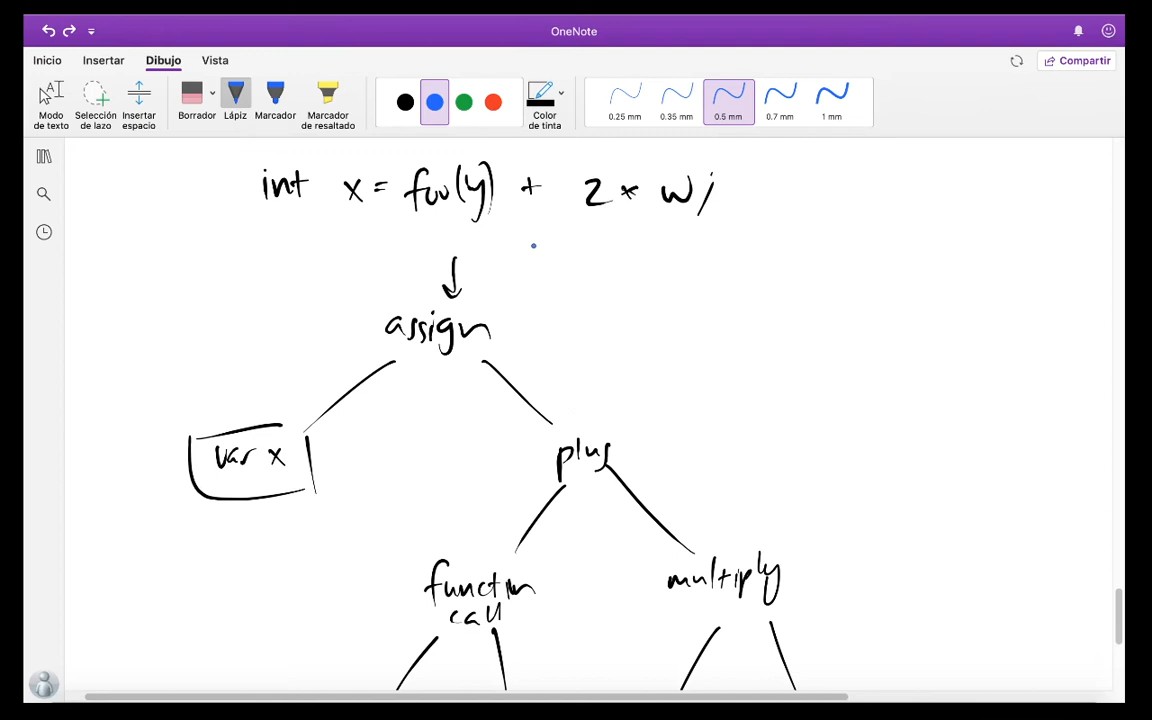 OneNote
Inicio Insertar Dibujo Vista Compartir
Modo de texto Selección de lazo Insertar espacio Borrador Lápiz Marcador Marcador de resaltado Color de tinta 0.25 mm 0.35 mm 0.5 mm 0.7 mm 1 mm
int x = foo(y) + 2 * w;
assign
var x
plus
function call
multiply